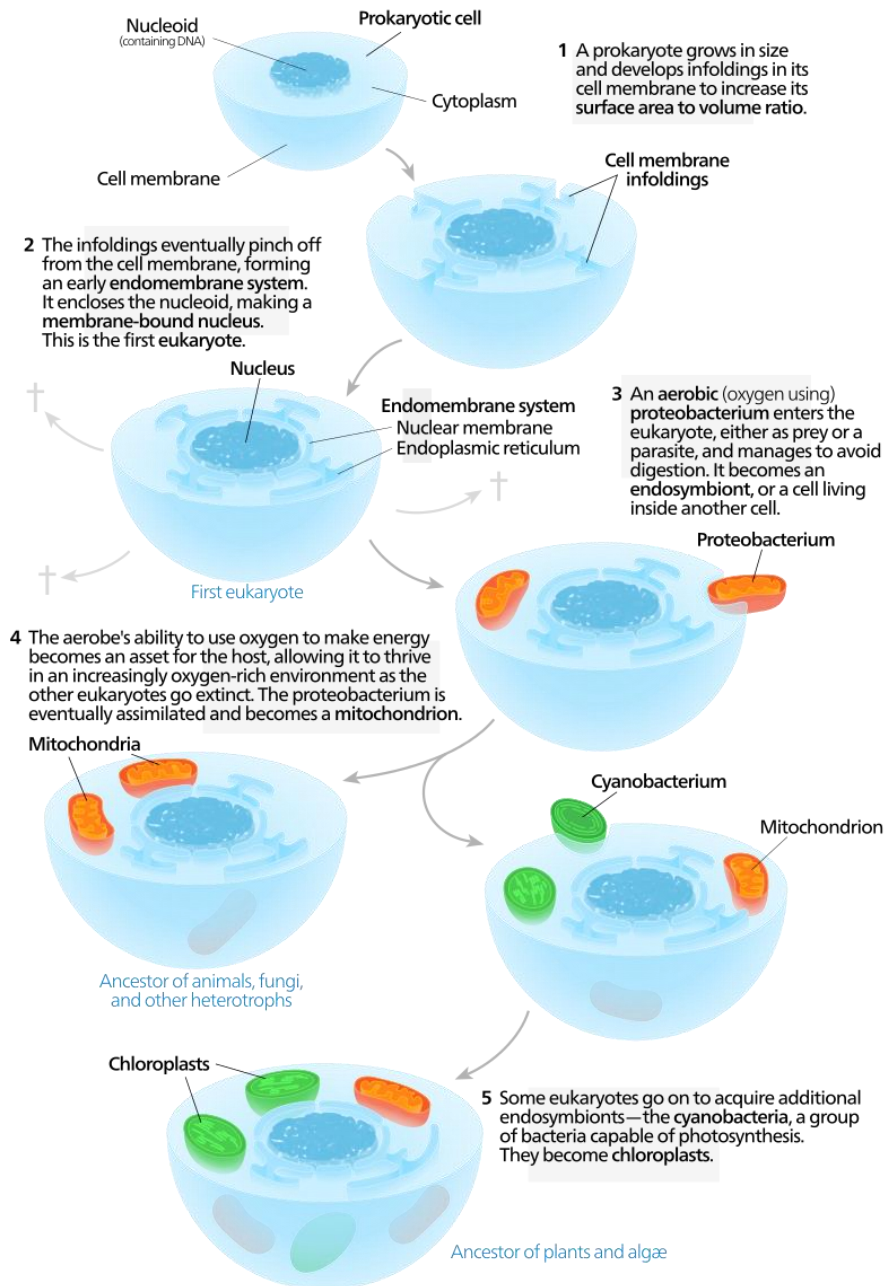 Nucleoid
(containing DNA)
Prokaryotic cell
Cytoplasm
Cell membrane
1 A prokaryote grows in size
and develops infoldings in its
cell membrane to increase its
surface area to volume ratio.
Cell membrane
infoldings
2 The infoldings eventually pinch off
from the cell membrane, forming
an early endomembrane system.
It encloses the nucleoid, making a
membrane-bound nucleus.
This is the first eukaryote.
Nucleus
Endomembrane system
Nuclear membrane
Endoplasmic reticulum
First eukaryote
3 An aerobic (oxygen using)
proteobacterium enters the
eukaryote, either as prey or a
parasite, and manages to avoid
digestion. It becomes an
endosymbiont, or a cell living
inside another cell.
Proteobacterium
4 The aerobe's ability to use oxygen to make energy
becomes an asset for the host, allowing it to thrive
in an increasingly oxygen-rich environment as the
other eukaryotes go extinct. The proteobacterium is
eventually assimilated and becomes a mitochondrion.
Mitochondria
Ancestor of animals, fungi,
and other heterotrophs
Cyanobacterium
Mitochondrion
Chloroplasts
5 Some eukaryotes go on to acquire additional
endosymbionts—the cyanobacteria, a group
of bacteria capable of photosynthesis.
They become chloroplasts.
Ancestor of plants and algæ